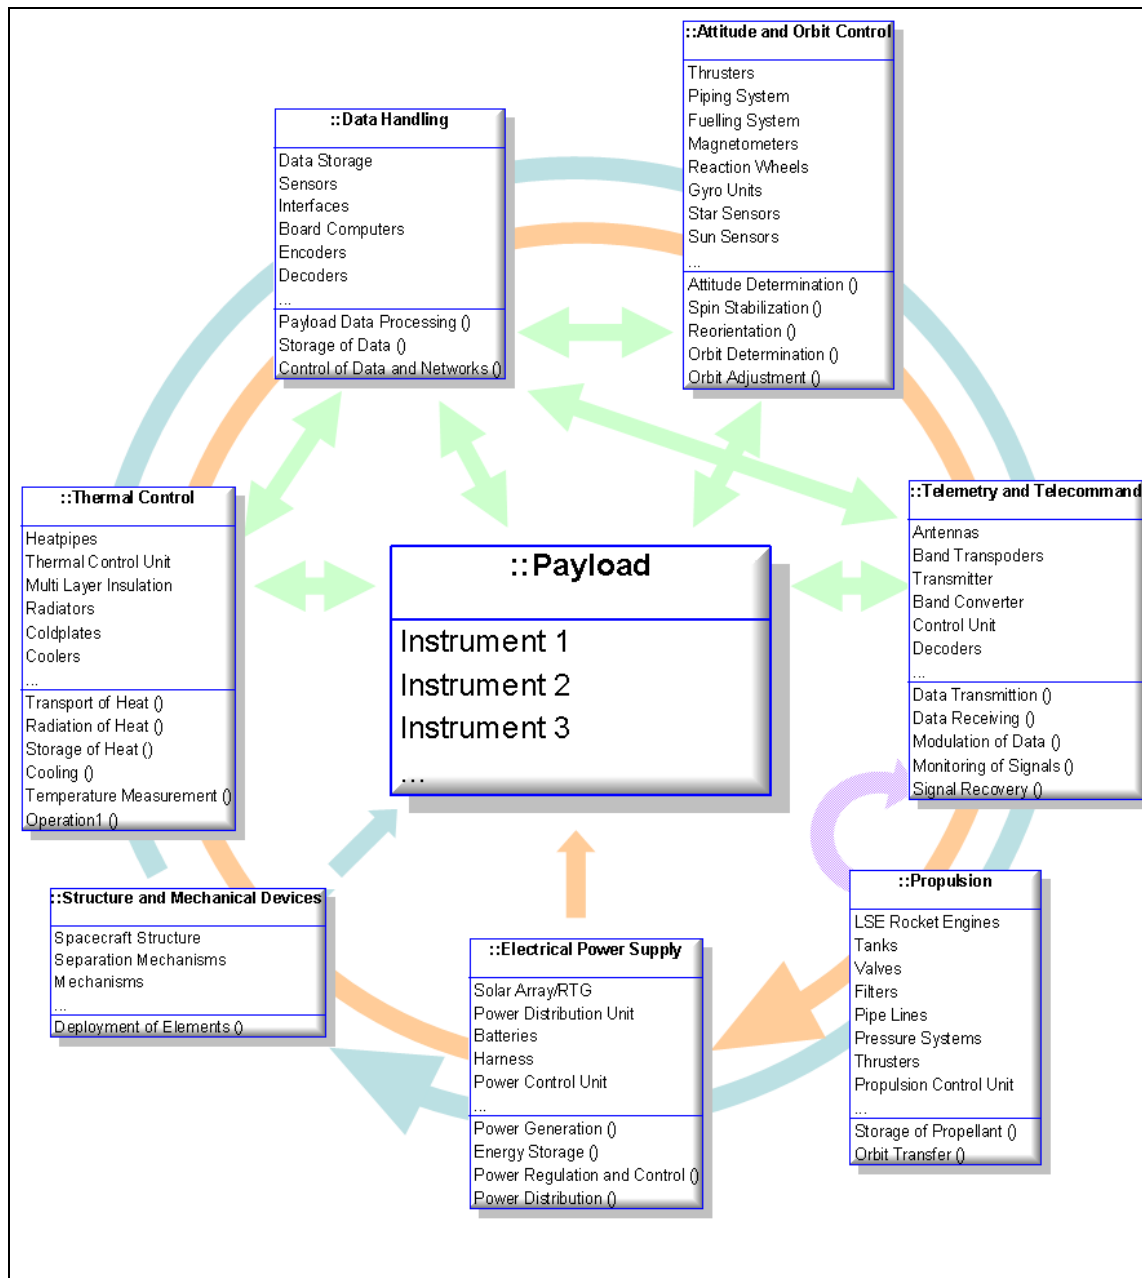 ::Attitude and Orbit Control
Thrusters
Piping System
Fuelling System
Magnetometers
Reaction Wheels
Gyro Units
Star Sensors
Sun Sensors
...
Attitude Determination ()
Spin Stabilization ()
Reorientation ()
Orbit Determination ()
Orbit Adjustment ()
::Data Handling
Data Storage
Sensors
Interfaces
Board Computers
Encoders
Decoders
...
Payload Data Processing ()
Storage of Data ()
Control of Data and Networks ()
::Thermal Control
Heatpipes
Thermal Control Unit
Multi Layer Insulation
Radiators
Coldplates
Coolers
...
Transport of Heat ()
Radiation of Heat ()
Storage of Heat ()
Cooling ()
Temperature Measurement ()
Operation1 ()
::Payload
Instrument 1
Instrument 2
Instrument 3
...
::Telemetry and Telecommand
Antennas
Band Transpoders
Transmitter
Band Converter
Control Unit
Decoders
...
Data Transmittion ()
Data Receiving ()
Modulation of Data ()
Monitoring of Signals ()
Signal Recovery ()
::Structure and Mechanical Devices
Spacecraft Structure
Separation Mechanisms
Mechanisms
...
Deployment of Elements ()
::Electrical Power Supply
Solar Array/RTG
Power Distribution Unit
Batteries
Harness
Power Control Unit
...
Power Generation ()
Energy Storage ()
Power Regulation and Control ()
Power Distribution ()
::Propulsion
LSE Rocket Engines
Tanks
Valves
Filters
Pipe Lines
Pressure Systems
Thrusters
Propulsion Control Unit
...
Storage of Propellant ()
Orbit Transfer ()